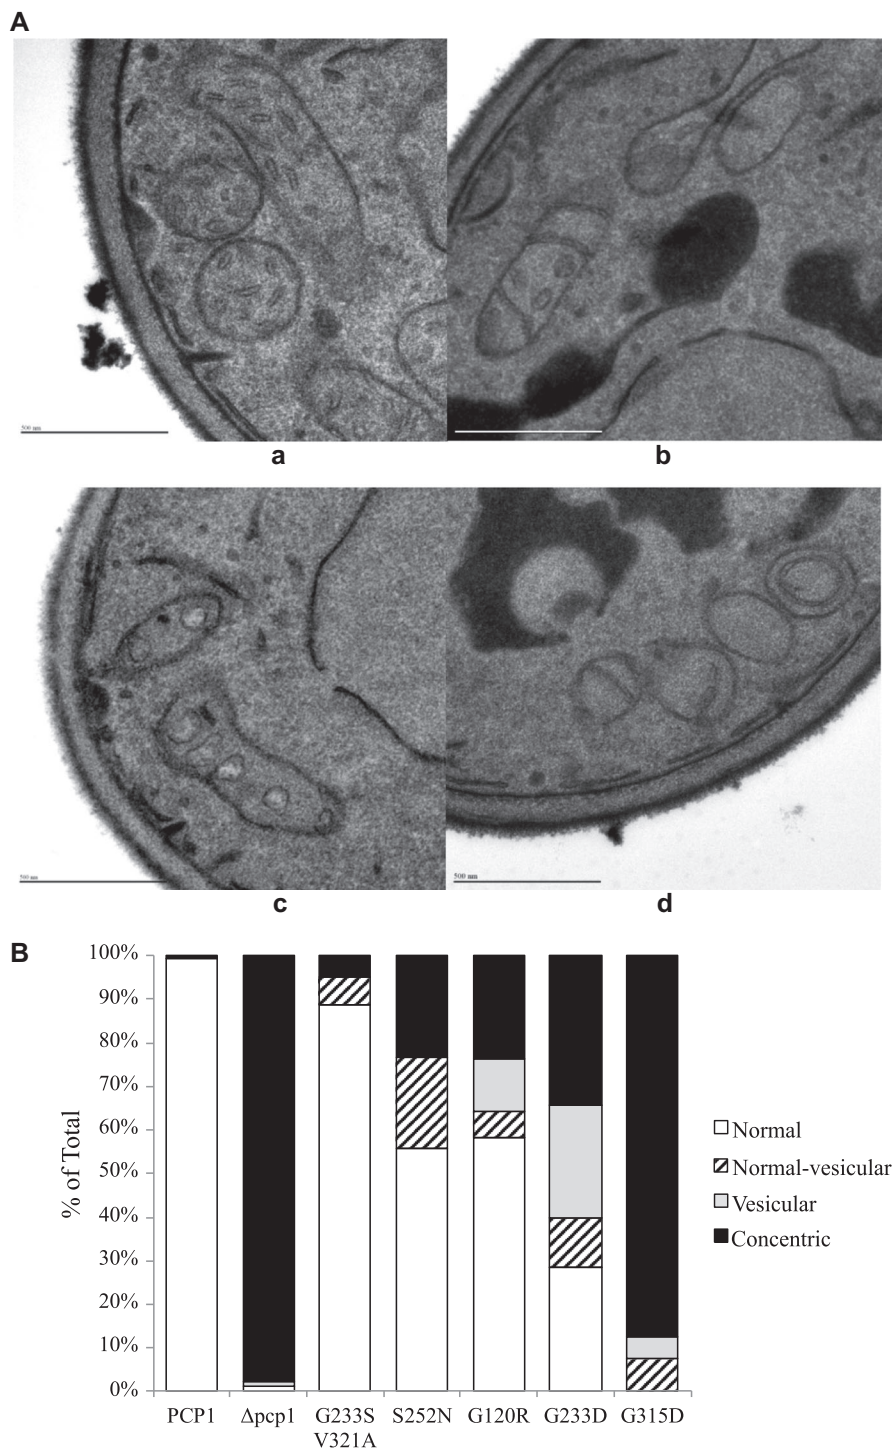 A
500 nm
a
b
500 nm
500 nm
c
d
B
100%
90%
80%
70%
60%
50%
40%
30%
20%
10%
0%
% of Total
PCP1
Δpcp1
G233S
V321A
S252N
G120R
G233D
G315D
Normal
Normal-vesicular
Vesicular
Concentric